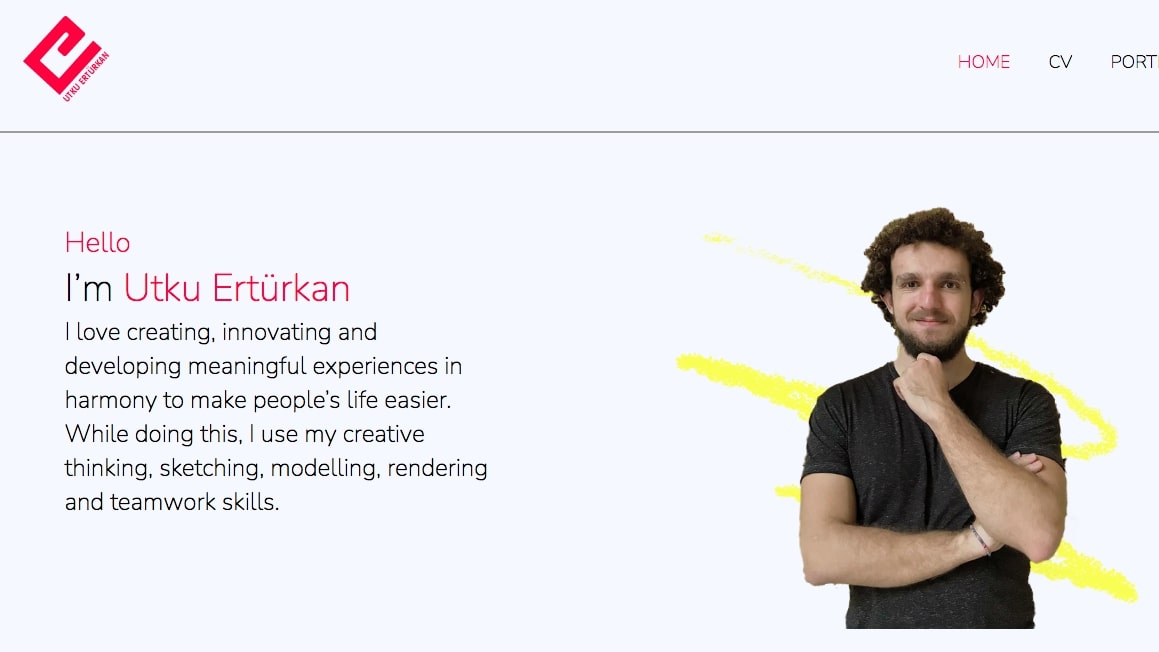 UTKU ERTÜRKAN
HOME CV PORT
Hello
I'm Utku Ertürkan
I love creating, innovating and
developing meaningful experiences in
harmony to make people's life easier.
While doing this, I use my creative
thinking, sketching, modelling, rendering
and teamwork skills.